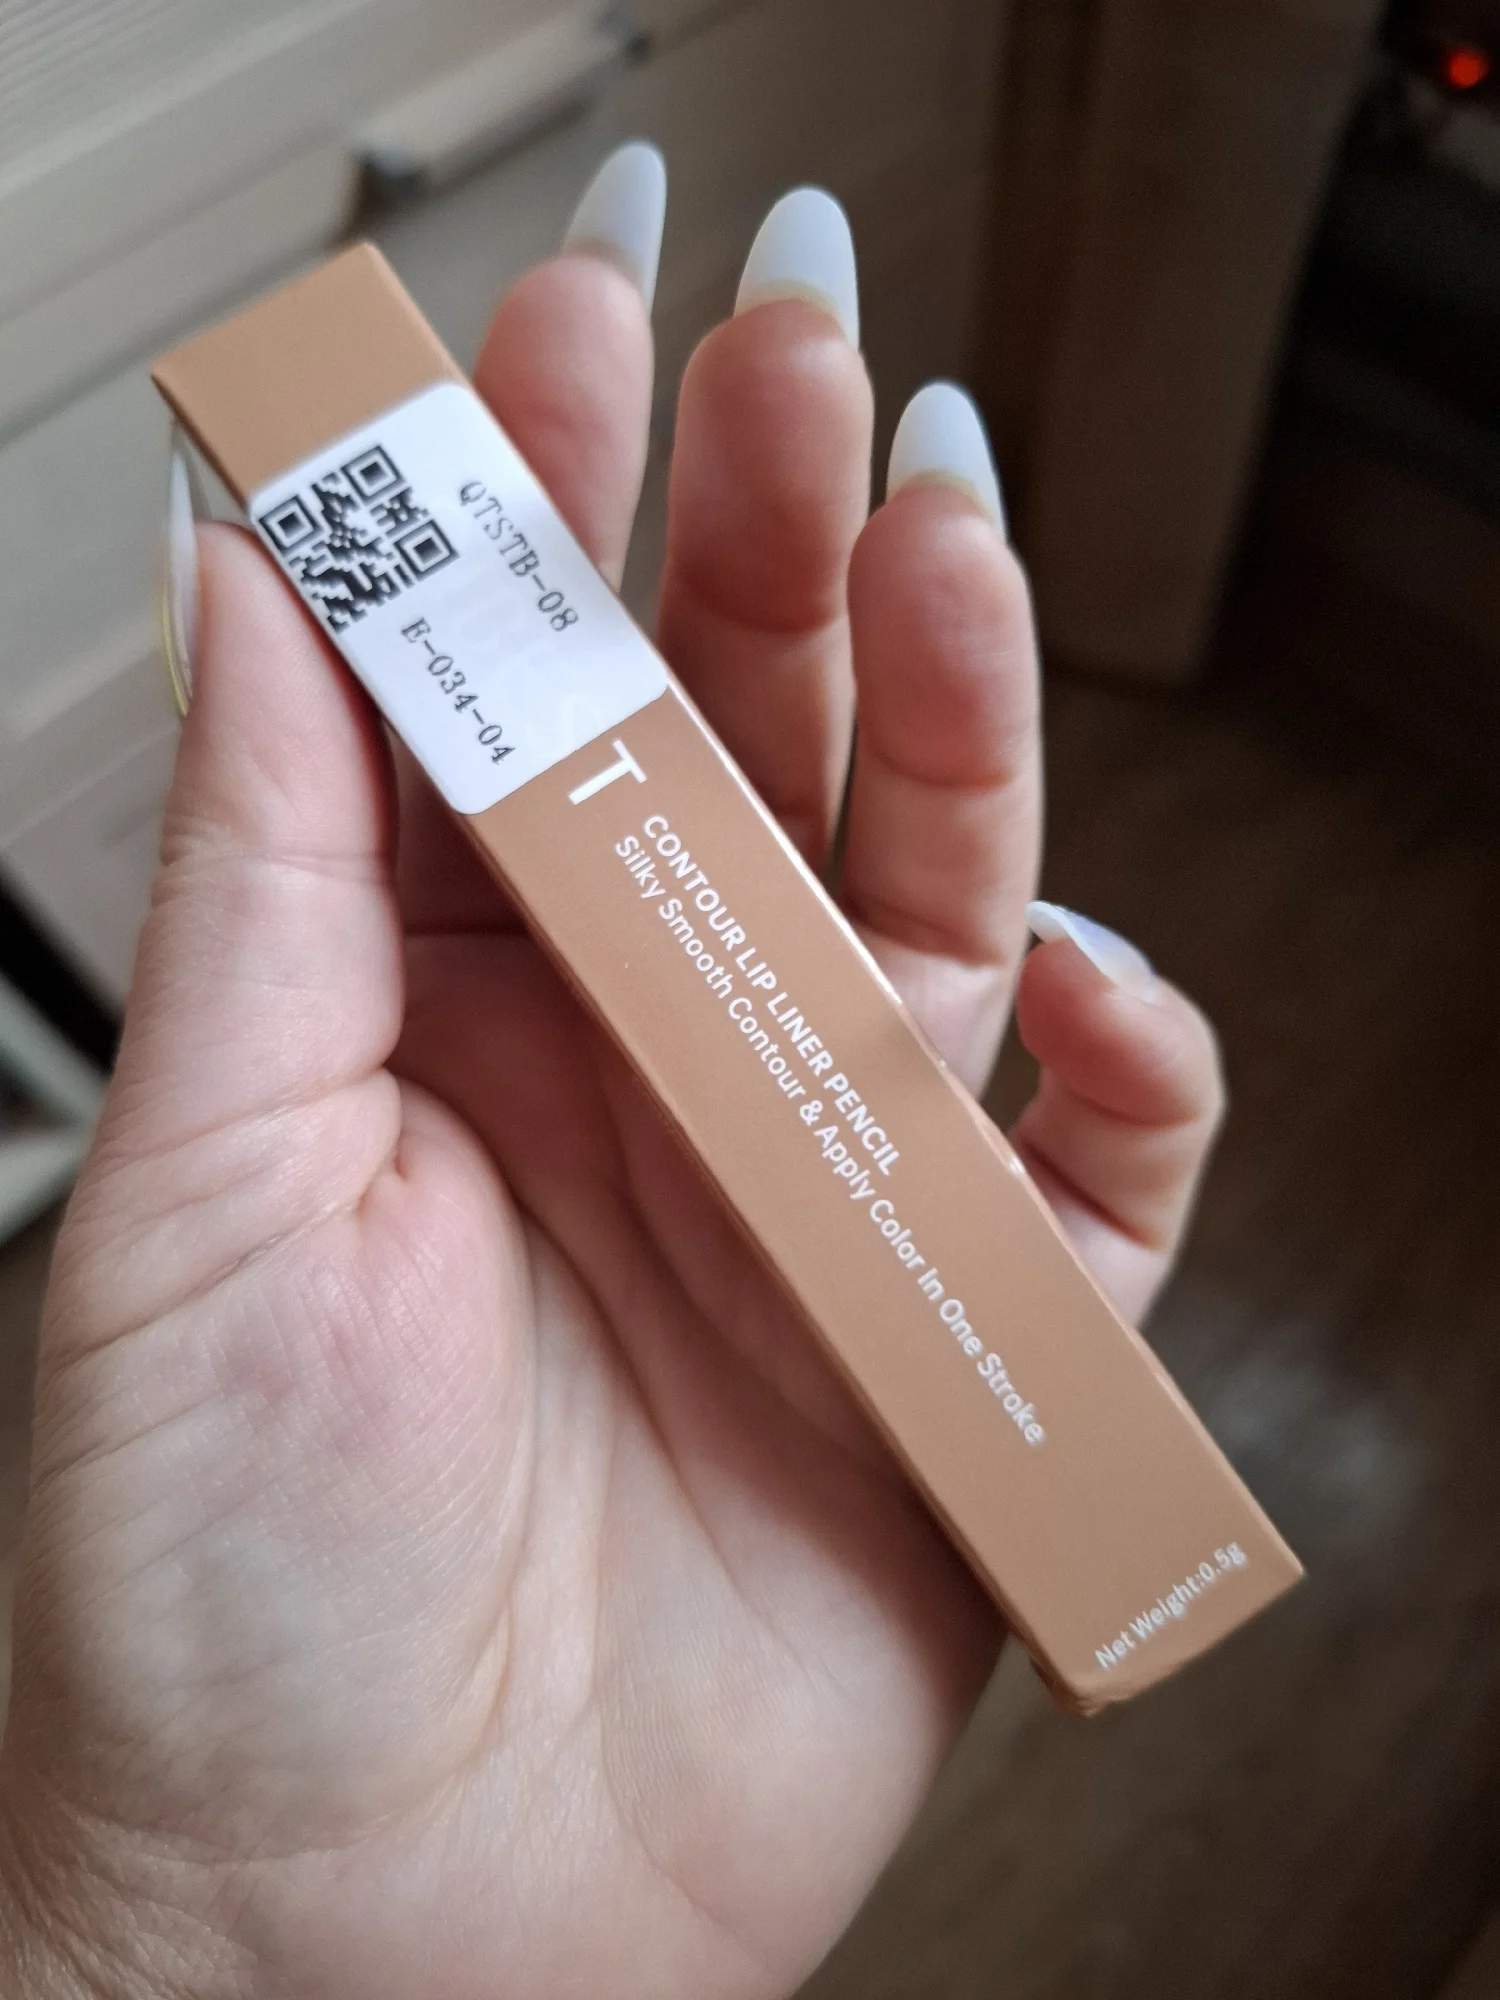 QTSTB-08
E-034-04
T
CONTOUR LIP LINER PENCIL
Silky Smooth Contour & Apply Color In One Stroke
Net Weight:0.5g